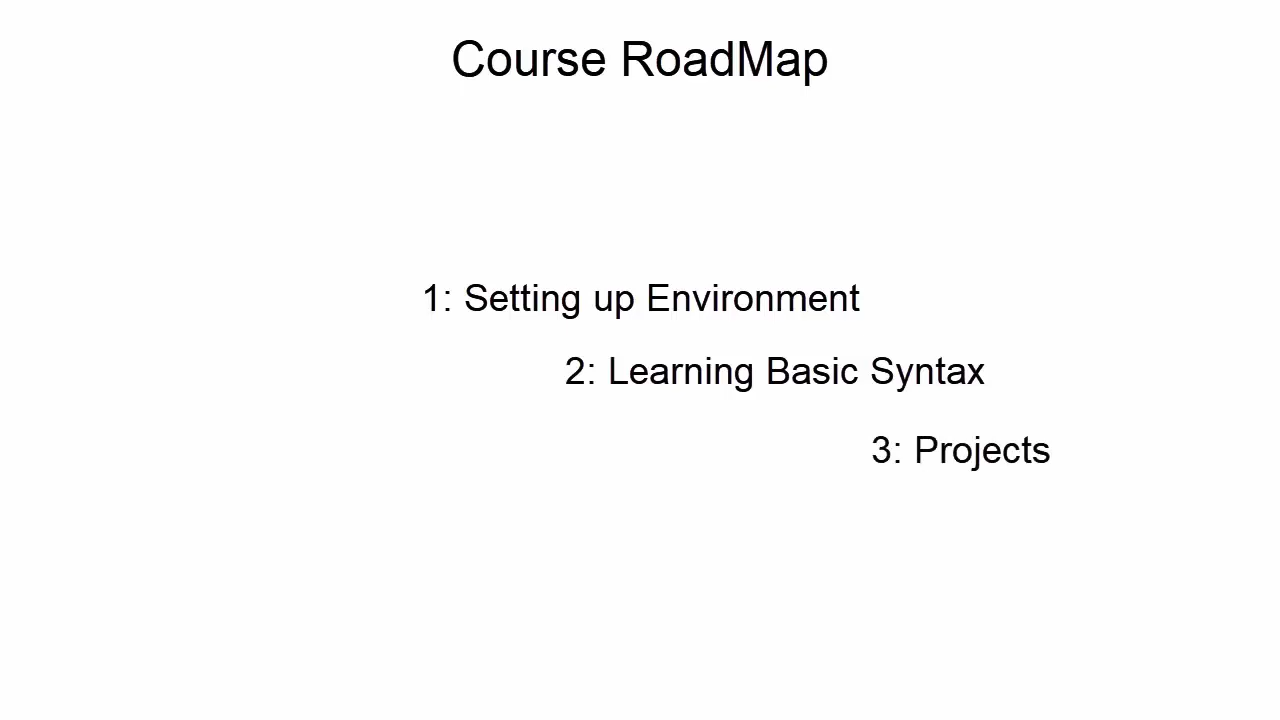 Course RoadMap
1: Setting up Environment
2: Learning Basic Syntax
3: Projects